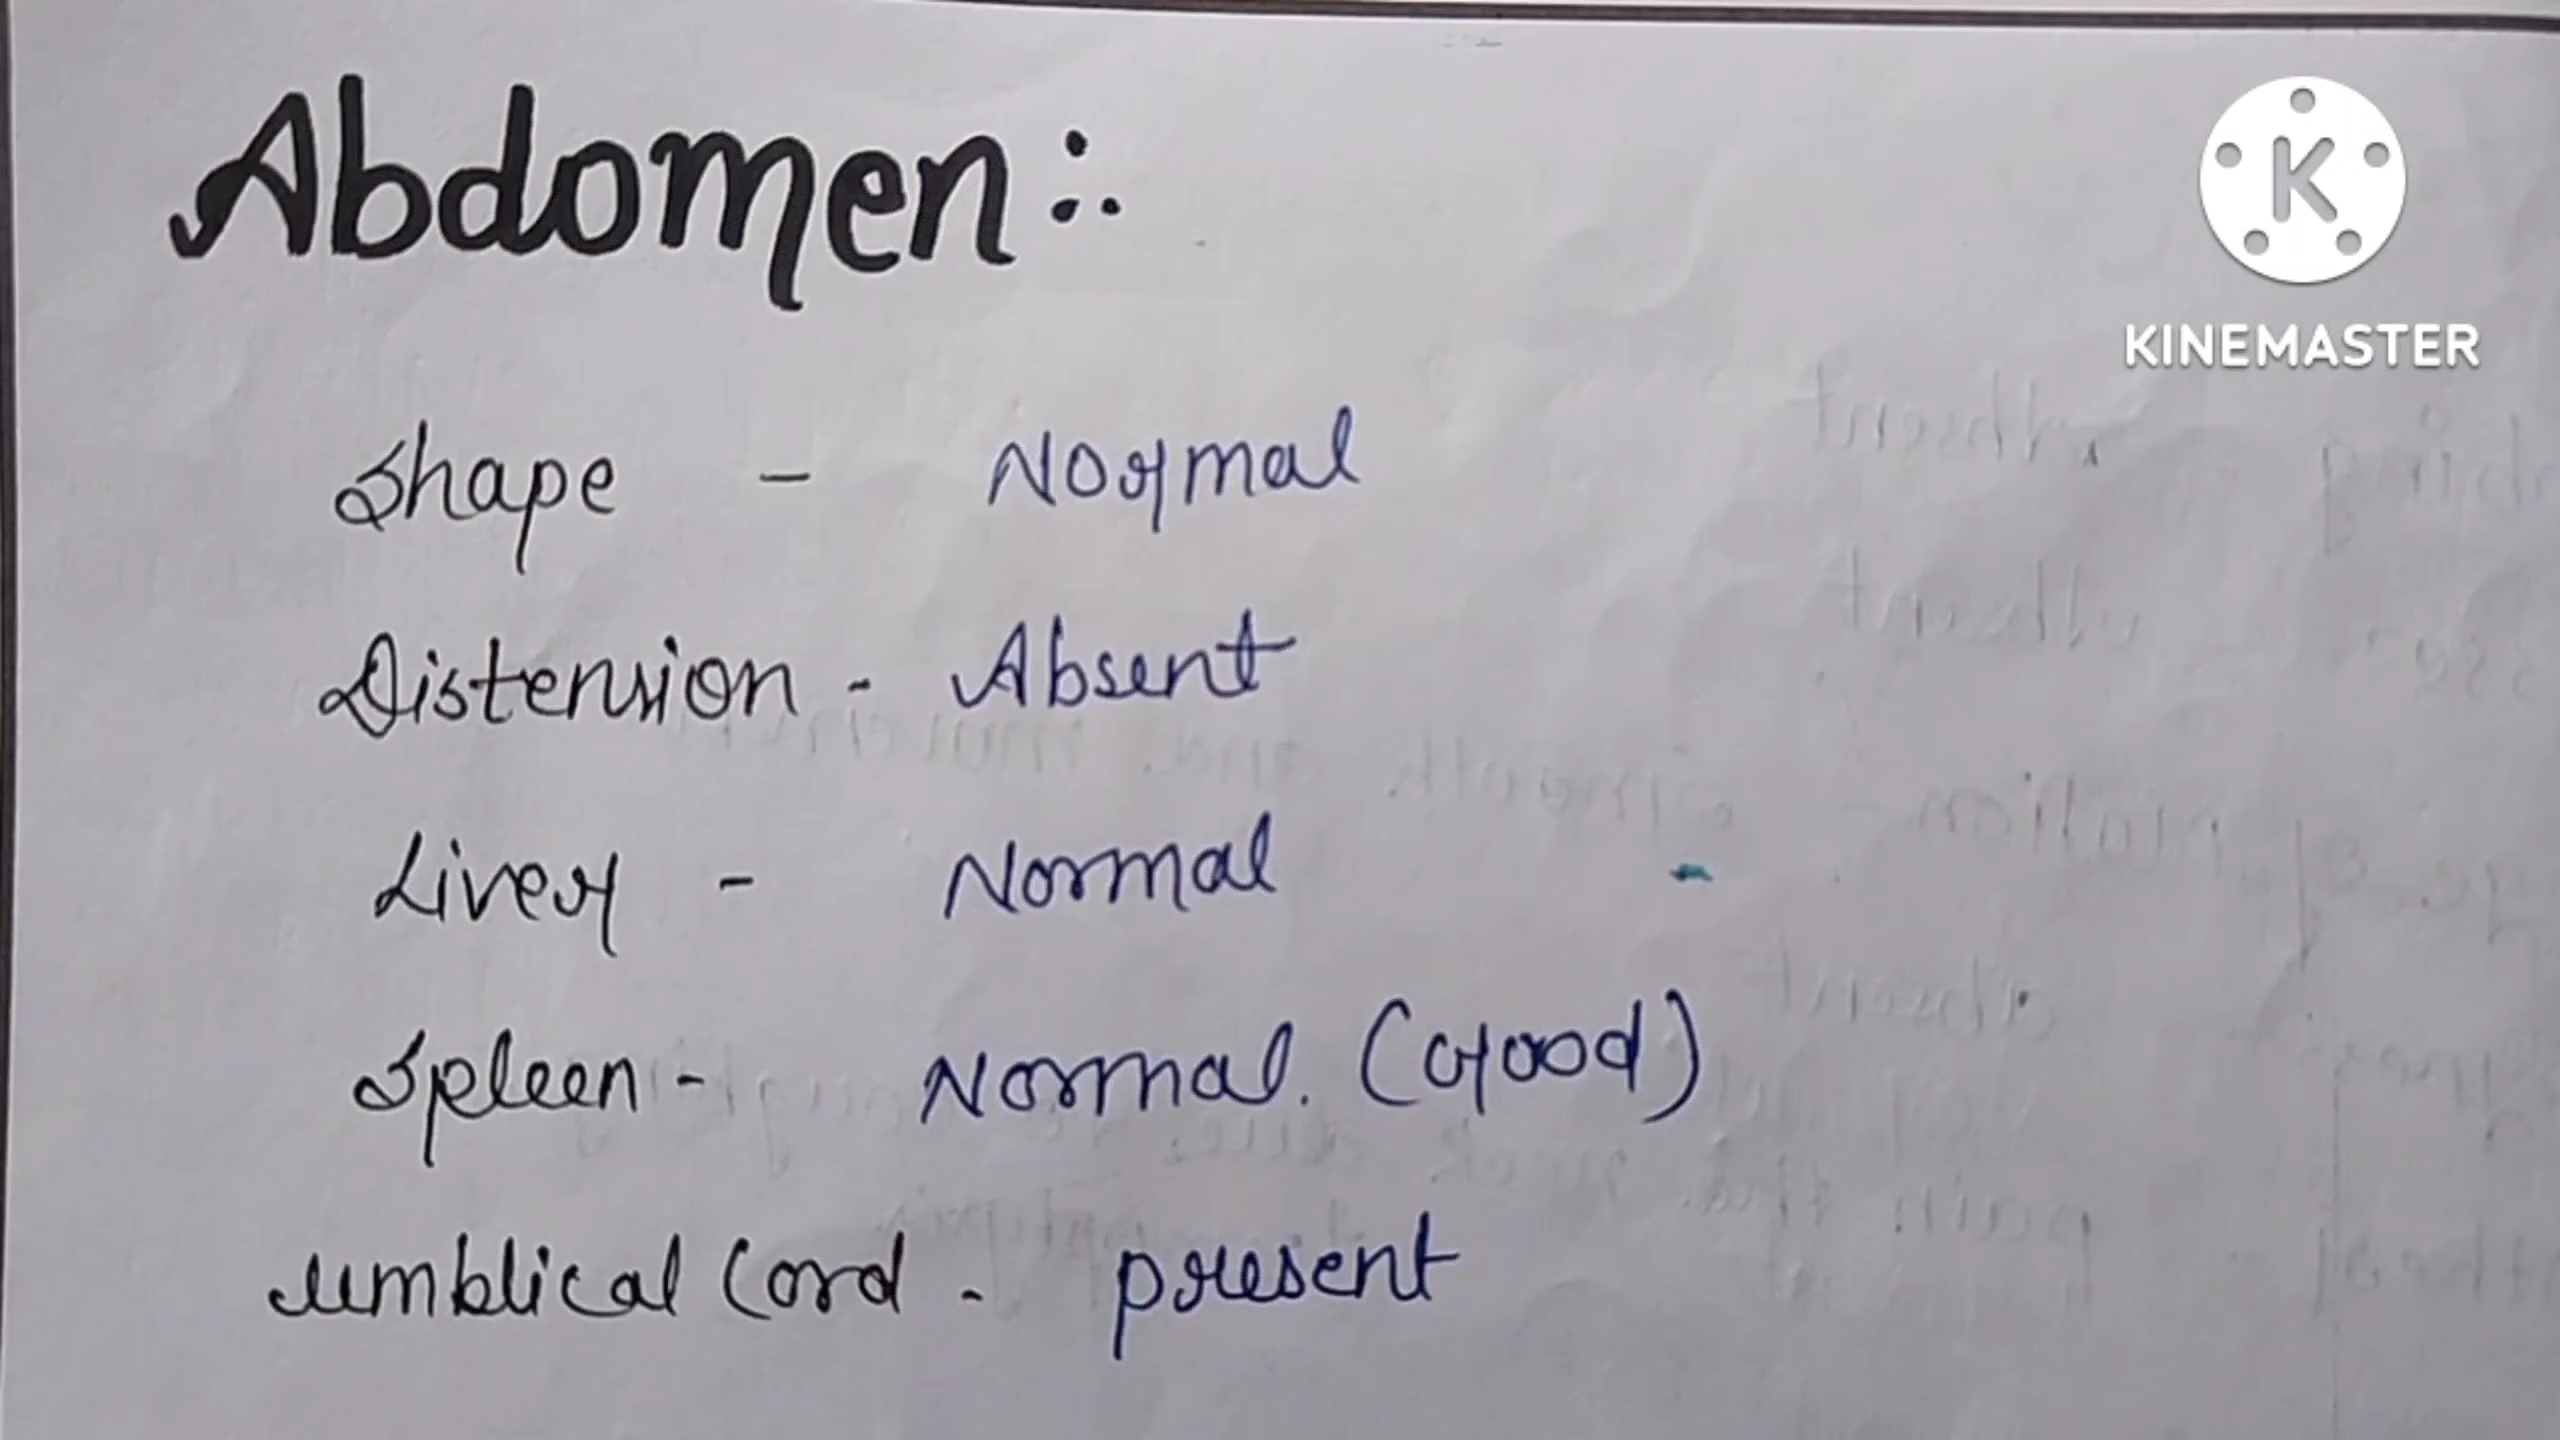 Abdomen :-
Shape - Normal
Distension - Absent
Liver - Normal
Spleen - Normal. (Good)
umblical Cord - present
K
KINEMASTER